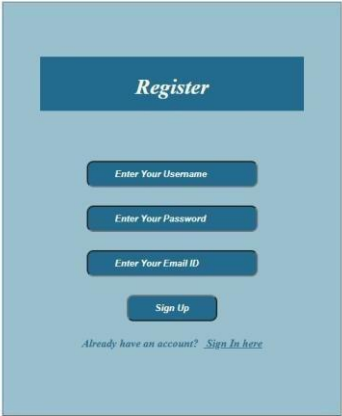 Register
Enter Your Username
Enter Your Password
Enter Your Email ID
Sign Up
Already have an account? Sign In here